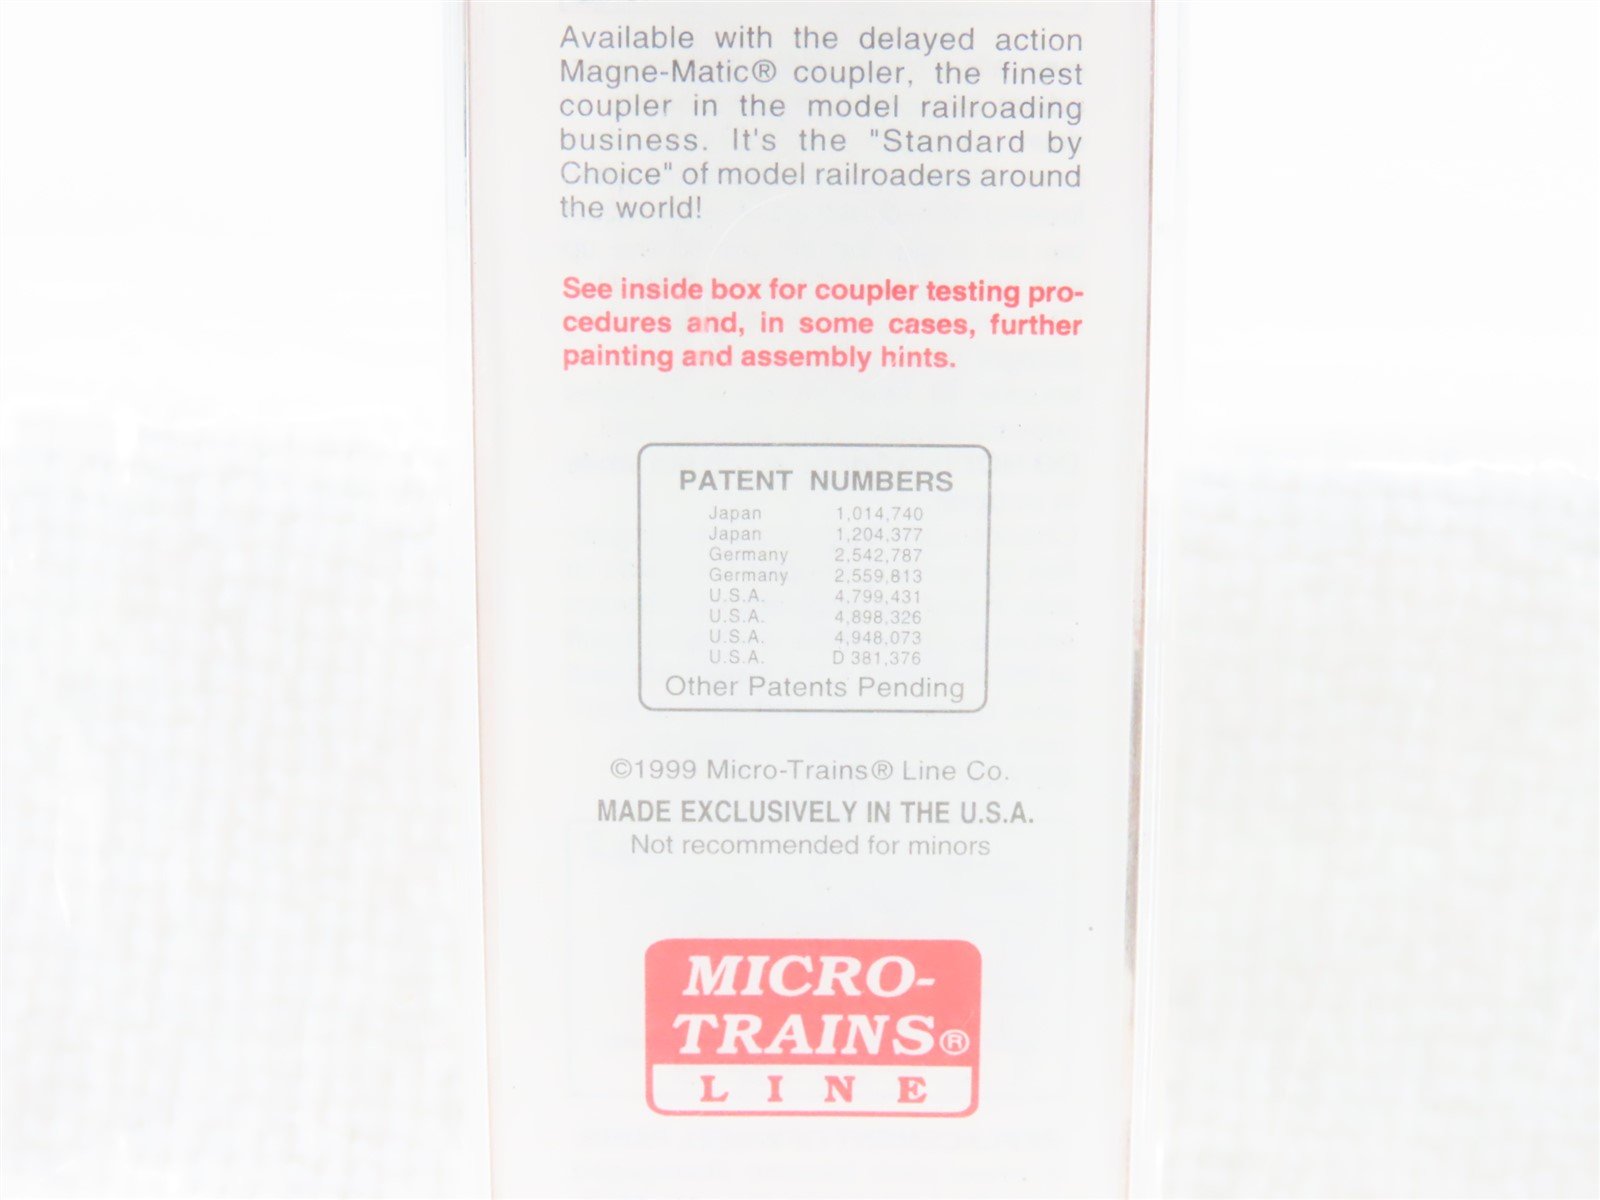 Available with the delayed action
Magne-Matic® coupler, the finest
coupler in the model railroading
business. It's the "Standard by
Choice" of model railroaders around
the world!
See inside box for coupler testing pro-
cedures and, in some cases, further
painting and assembly hints.
PATENT NUMBERS
Japan 1,014,740
Japan 1,204,377
Germany 2,542,787
Germany 2,559,813
U.S.A. 4,799,431
U.S.A. 4,898,326
U.S.A. 4,948,073
U.S.A. D 381,376
Other Patents Pending
©1999 Micro-Trains® Line Co.
MADE EXCLUSIVELY IN THE U.S.A.
Not recommended for minors
MICRO-
TRAINS®
LINE